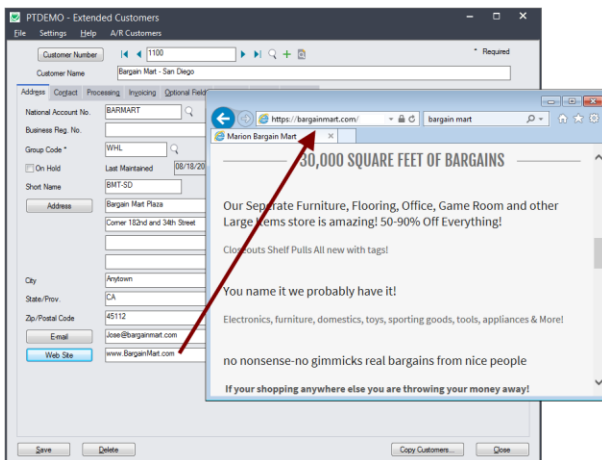 PTDEMO - Extended Customers
File Settings Help A/R Customers
Customer Number 1100 * Required
Customer Name Bargain Mart - San Diego
Address Contact Processing Invoicing Optional Field
National Account No. BARMART
Business Reg. No.
Group Code * WHL
On Hold Last Maintained 08/18/20
Short Name BMT-SD
Address Bargain Mart Plaza
Corner 182nd and 34th Street
City Anytown
State/Prov. CA
Zip/Postal Code 45112
E-mail Jose@bargainmart.com
Web Site www.BargainMart.com
Save Delete Copy Customers... Close
https://bargainmart.com/ bargain mart
Marion Bargain Mart
30,000 SQUARE FEET OF BARGAINS
Our Seperate Furniture, Flooring, Office, Game Room and other
Large Items store is amazing! 50-90% Off Everything!
Closeouts Shelf Pulls All new with tags!
You name it we probably have it!
Electronics, furniture, domestics, toys, sporting goods, tools, appliances & More!
no nonsense-no gimmicks real bargains from nice people
If your shopping anywhere else you are throwing your money away!